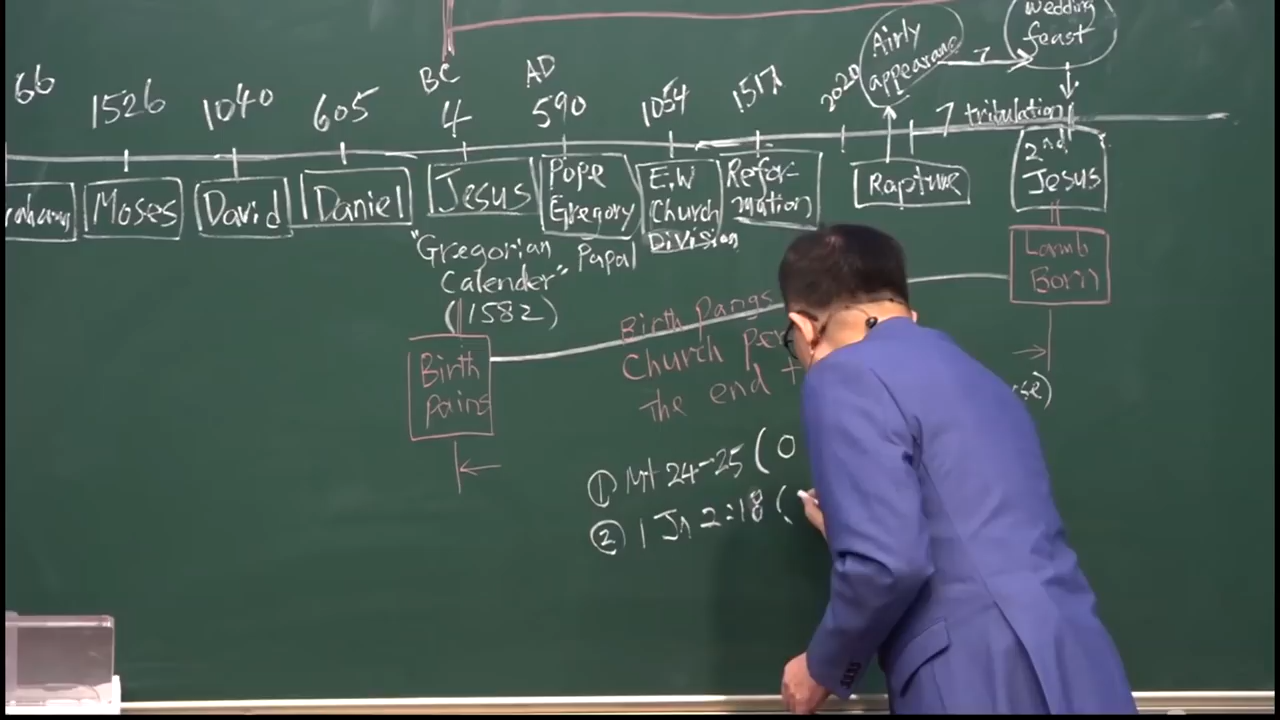 wedding
feast
Airly
appearance
7
BC
AD
66
1526
1040
605
4
590
1054
1517
2020
7 tribulation
Moses
David
Daniel
Jesus
Pope
Gregory
Papal
E.W
Church
Division
Refor-
mation
Rapture
2nd
Jesus
"Gregorian
Calender"
(1582)
Lamb
Born
Birth
pains
Birth pangs
Church
The end
① Mt 24-25 (
② 1 Jn 2:18 (